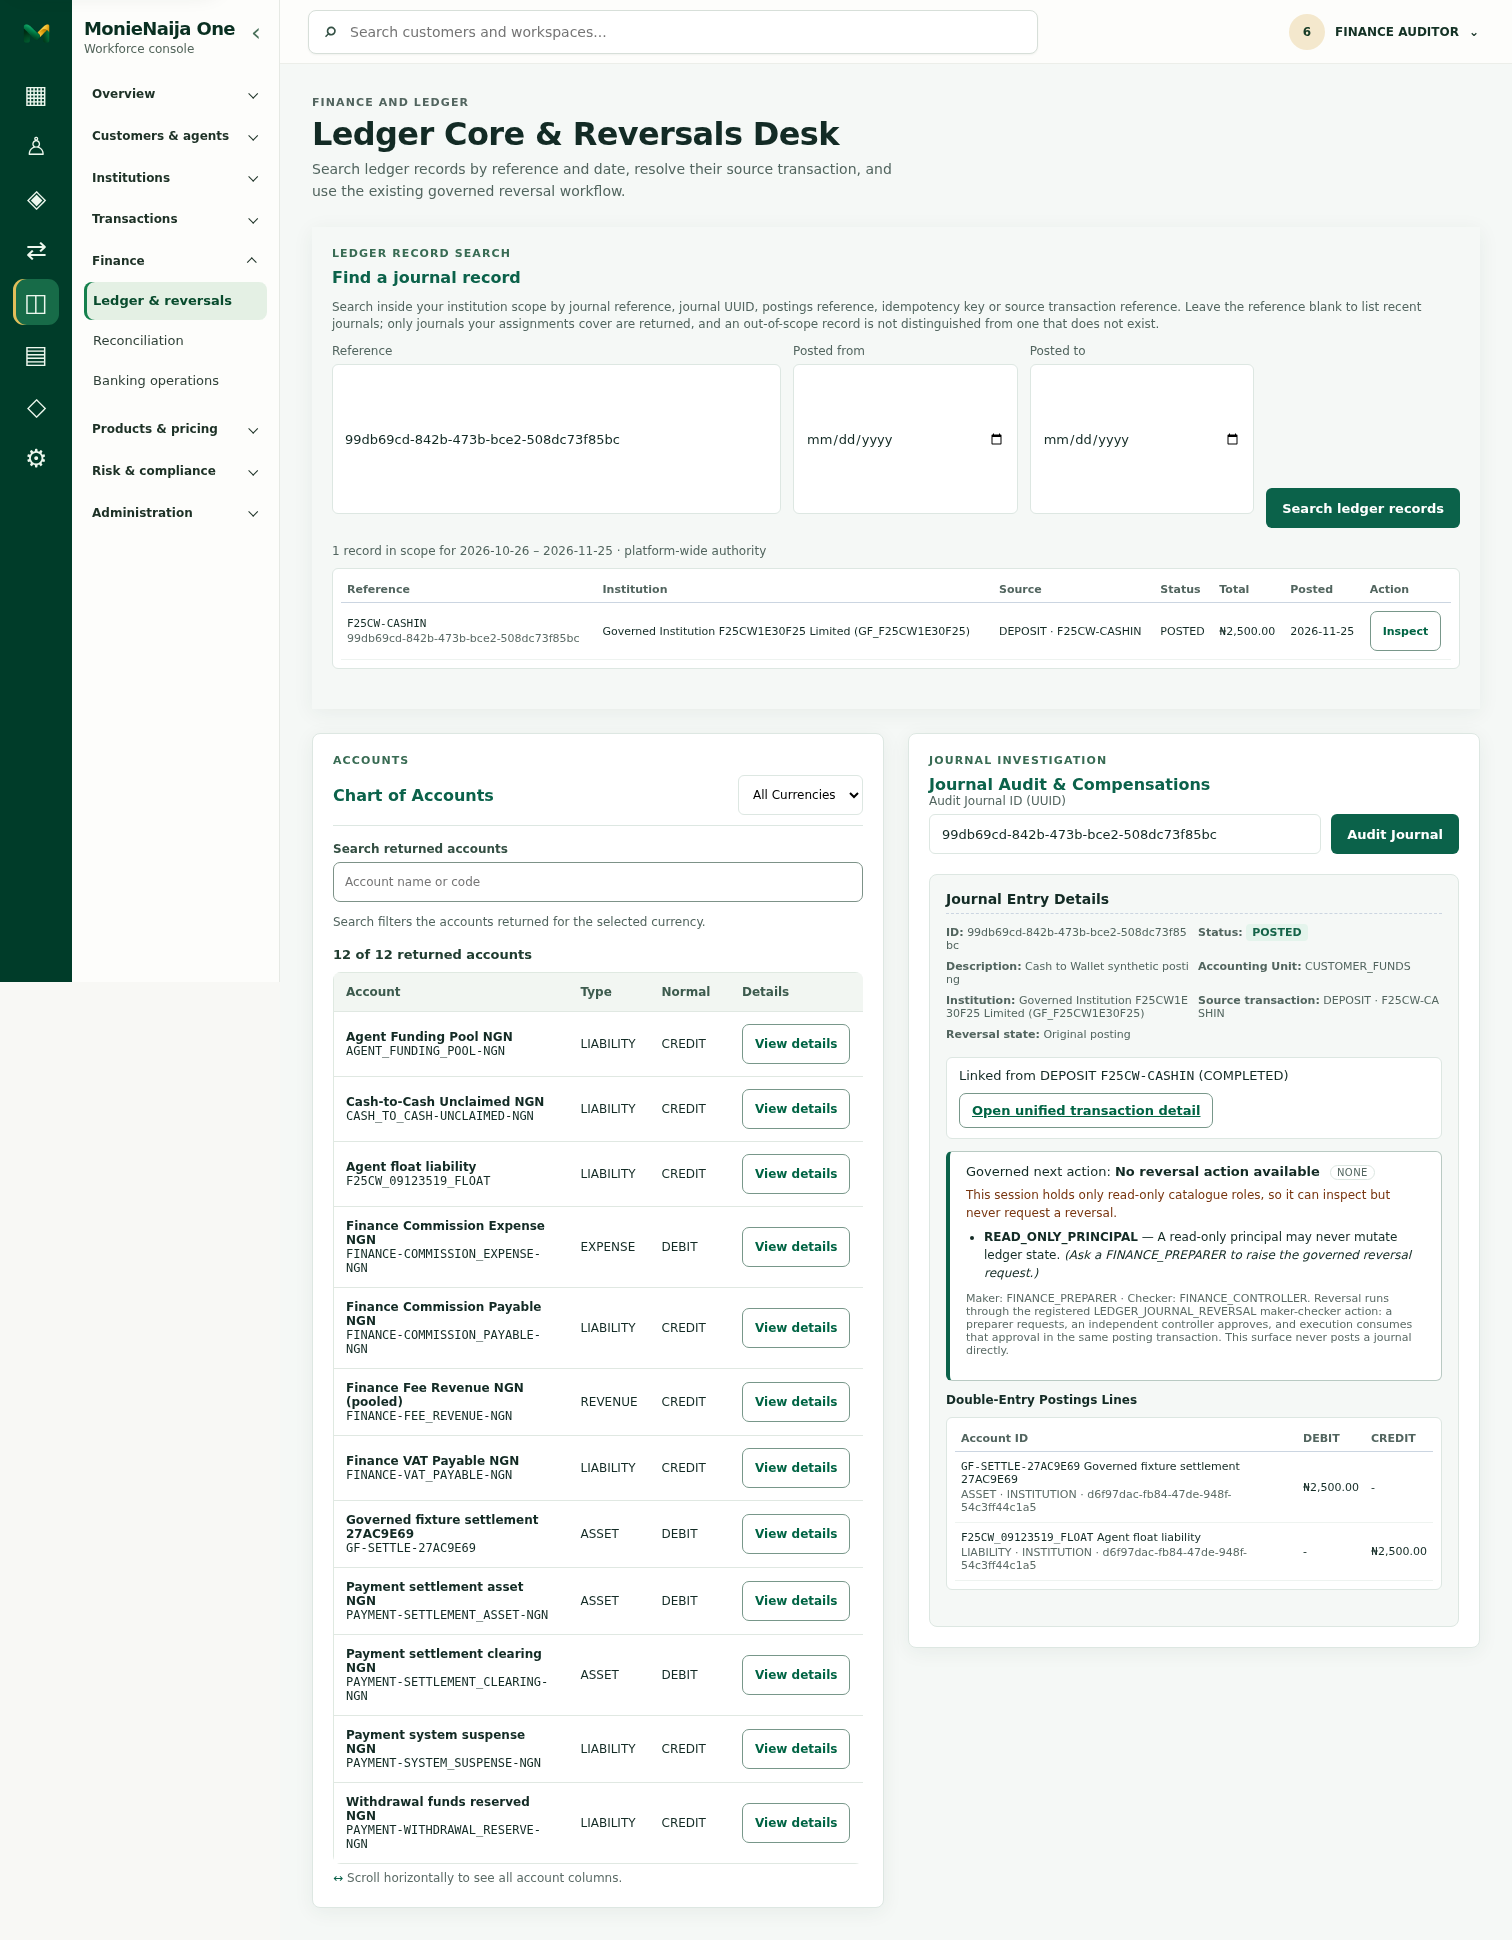 MonieNaija One
Workforce console
Overview
Customers & agents
Institutions
Transactions
Finance
Ledger & reversals
Reconciliation
Banking operations
Products & pricing
Risk & compliance
Administration
Search customers and workspaces...
6
FINANCE AUDITOR
FINANCE AND LEDGER
Ledger Core & Reversals Desk
Search ledger records by reference and date, resolve their source transaction, and
use the existing governed reversal workflow.
LEDGER RECORD SEARCH
Find a journal record
Search inside your institution scope by journal reference, journal UUID, postings reference, idempotency key or source transaction reference. Leave the reference blank to list recent
journals; only journals your assignments cover are returned, and an out-of-scope record is not distinguished from one that does not exist.
Reference
Posted from
Posted to
99db69cd-842b-473b-bce2-508dc73f85bc
mm/dd/yyyy
mm/dd/yyyy
Search ledger records
1 record in scope for 2026-10-26 – 2026-11-25 · platform-wide authority
Reference Institution Source Status Total Posted Action
F25CW-CASHIN
99db69cd-842b-473b-bce2-508dc73f85bc
Governed Institution F25CW1E30F25 Limited (GF_F25CW1E30F25)
DEPOSIT · F25CW-CASHIN
POSTED
₦2,500.00
2026-11-25
Inspect
ACCOUNTS
Chart of Accounts
All Currencies
Search returned accounts
Account name or code
Search filters the accounts returned for the selected currency.
12 of 12 returned accounts
Account Type Normal Details
Agent Funding Pool NGN
AGENT_FUNDING_POOL-NGN
LIABILITY CREDIT View details
Cash-to-Cash Unclaimed NGN
CASH_TO_CASH-UNCLAIMED-NGN
LIABILITY CREDIT View details
Agent float liability
F25CW_09123519_FLOAT
LIABILITY CREDIT View details
Finance Commission Expense
NGN
FINANCE-COMMISSION_EXPENSE-
NGN
EXPENSE DEBIT View details
Finance Commission Payable
NGN
FINANCE-COMMISSION_PAYABLE-
NGN
LIABILITY CREDIT View details
Finance Fee Revenue NGN
(pooled)
FINANCE-FEE_REVENUE-NGN
REVENUE CREDIT View details
Finance VAT Payable NGN
FINANCE-VAT_PAYABLE-NGN
LIABILITY CREDIT View details
Governed fixture settlement
27AC9E69
GF-SETTLE-27AC9E69
ASSET DEBIT View details
Payment settlement asset
NGN
PAYMENT-SETTLEMENT_ASSET-NGN
ASSET DEBIT View details
Payment settlement clearing
NGN
PAYMENT-SETTLEMENT_CLEARING-
NGN
ASSET DEBIT View details
Payment system suspense
NGN
PAYMENT-SYSTEM_SUSPENSE-NGN
LIABILITY CREDIT View details
Withdrawal funds reserved
NGN
PAYMENT-WITHDRAWAL_RESERVE-
NGN
LIABILITY CREDIT View details
↔ Scroll horizontally to see all account columns.
JOURNAL INVESTIGATION
Journal Audit & Compensations
Audit Journal ID (UUID)
99db69cd-842b-473b-bce2-508dc73f85bc
Audit Journal
Journal Entry Details
ID: 99db69cd-842b-473b-bce2-508dc73f85
bc
Status: POSTED
Description: Cash to Wallet synthetic posti
ng
Accounting Unit: CUSTOMER_FUNDS
Institution: Governed Institution F25CW1E
30F25 Limited (GF_F25CW1E30F25)
Source transaction: DEPOSIT · F25CW-CA
SHIN
Reversal state: Original posting
Linked from DEPOSIT F25CW-CASHIN (COMPLETED)
Open unified transaction detail
Governed next action: No reversal action available NONE
This session holds only read-only catalogue roles, so it can inspect but
never request a reversal.
• READ_ONLY_PRINCIPAL — A read-only principal may never mutate
ledger state. (Ask a FINANCE_PREPARER to raise the governed reversal
request.)
Maker: FINANCE_PREPARER · Checker: FINANCE_CONTROLLER. Reversal runs
through the registered LEDGER_JOURNAL_REVERSAL maker-checker action: a
preparer requests, an independent controller approves, and execution consumes
that approval in the same posting transaction. This surface never posts a journal
directly.
Double-Entry Postings Lines
Account ID DEBIT CREDIT
GF-SETTLE-27AC9E69 Governed fixture settlement
27AC9E69
ASSET · INSTITUTION · d6f97dac-fb84-47de-948f-
54c3ff44c1a5
₦2,500.00 -
F25CW_09123519_FLOAT Agent float liability
LIABILITY · INSTITUTION · d6f97dac-fb84-47de-948f-
54c3ff44c1a5
- ₦2,500.00